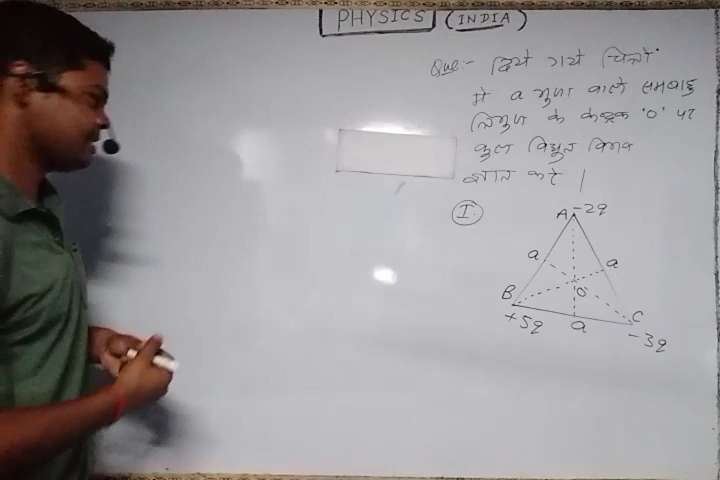 PHYSICS (INDIA)
Que:- दिये गये चित्रो
मे a भुजा वाले समबाहु
त्रिभुज के केन्द्रक 'O' पर
कुल विद्युत विभव
ज्ञात करे |
I.
A -2q
a
a
B
O
C
+5q
a
-3q